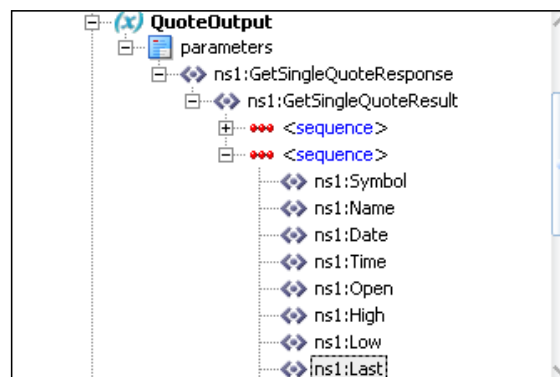 (x) QuoteOutput
parameters
ns1:GetSingleQuoteResponse
ns1:GetSingleQuoteResult
<sequence>
<sequence>
ns1:Symbol
ns1:Name
ns1:Date
ns1:Time
ns1:Open
ns1:High
ns1:Low
ns1:Last